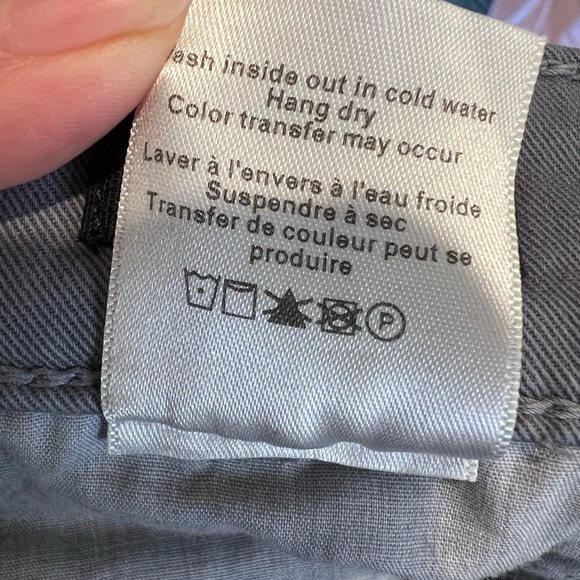 ash inside out in cold water
Hang dry
Color transfer may occur
Laver à l'envers à l'eau froide
Suspendre à sec
Transfer de couleur peut se
produire
P